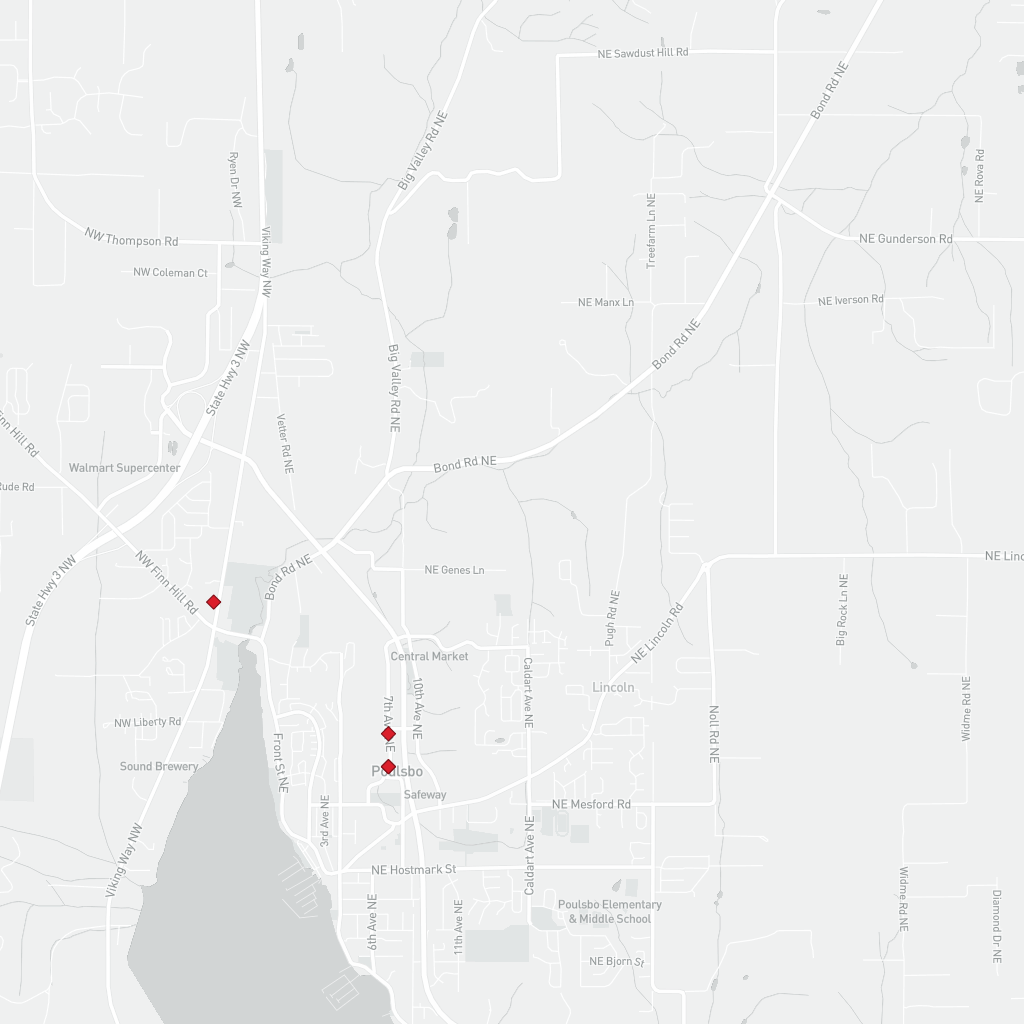 NE Sawdust Hill Rd
Bond Rd NE
Big Valley Rd NE
Ryen Dr NW
NE Rova Rd
Treefarm Ln NE
NW Thompson Rd
Viking Way NW
NE Gunderson Rd
NW Coleman Ct
NE Manx Ln
NE Iverson Rd
State Hwy 3 NW
Big Valley Rd NE
Bond Rd NE
Finn Hill Rd
Vetter Rd NE
Walmart Supercenter
Bond Rd NE
Rude Rd
NE Linc
State Hwy 3 NW
NW Finn Hill Rd
Bond Rd NE
NE Genes Ln
Pugh Rd NE
Big Rock Ln NE
NE Lincoln Rd
Central Market
Caldart Ave NE
Lincoln
7th Ave NE
10th Ave NE
Noll Rd NE
Widme Rd NE
NW Liberty Rd
Front St NE
Sound Brewery
Poulsbo
Safeway
3rd Ave NE
NE Mesford Rd
Viking Way NW
NE Hostmark St
Caldart Ave NE
Widme Rd NE
Diamond Dr NE
Poulsbo Elementary
& Middle School
6th Ave NE
11th Ave NE
NE Bjorn St